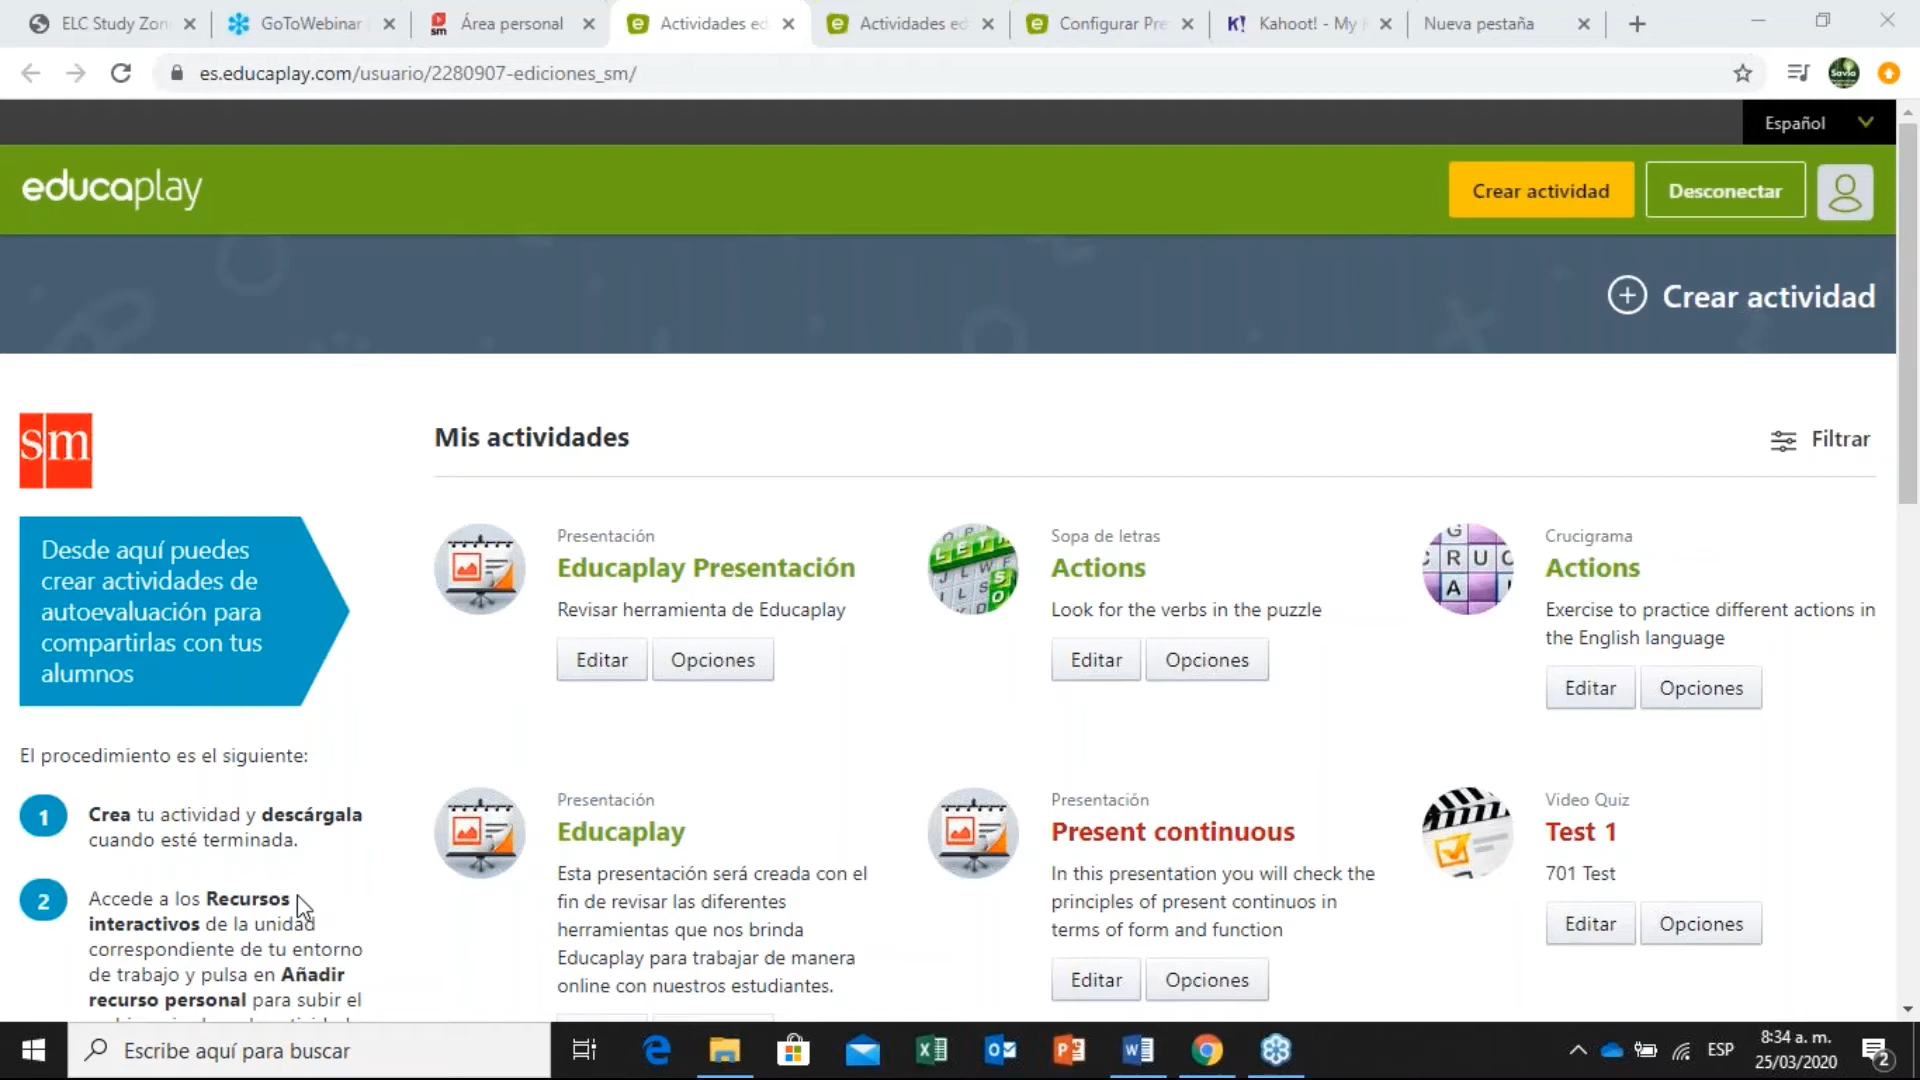 ELC Study Zon
GoToWebinar
Área personal
Actividades ed
Actividades ed
Configurar Pre
K! Kahoot! - My
Nueva pestaña
es.educaplay.com/usuario/2280907-ediciones_sm/
Savia
Español
educaplay
Crear actividad
Desconectar
Crear actividad
sm
Mis actividades
Filtrar
Desde aquí puedes
crear actividades de
autoevaluación para
compartirlas con tus
alumnos
El procedimiento es el siguiente:
1
Crea tu actividad y descárgala
cuando esté terminada.
2
Accede a los Recursos
interactivos de la unidad
correspondiente de tu entorno
de trabajo y pulsa en Añadir
recurso personal para subir el
Presentación
Educaplay Presentación
Revisar herramienta de Educaplay
Editar Opciones
Sopa de letras
Actions
Look for the verbs in the puzzle
Editar Opciones
Crucigrama
Actions
Exercise to practice different actions in
the English language
Editar Opciones
Presentación
Educaplay
Esta presentación será creada con el
fin de revisar las diferentes
herramientas que nos brinda
Educaplay para trabajar de manera
online con nuestros estudiantes.
Presentación
Present continuous
In this presentation you will check the
principles of present continuos in
terms of form and function
Editar Opciones
Video Quiz
Test 1
701 Test
Editar Opciones
Escribe aquí para buscar
ESP
8:34 a. m.
25/03/2020
2